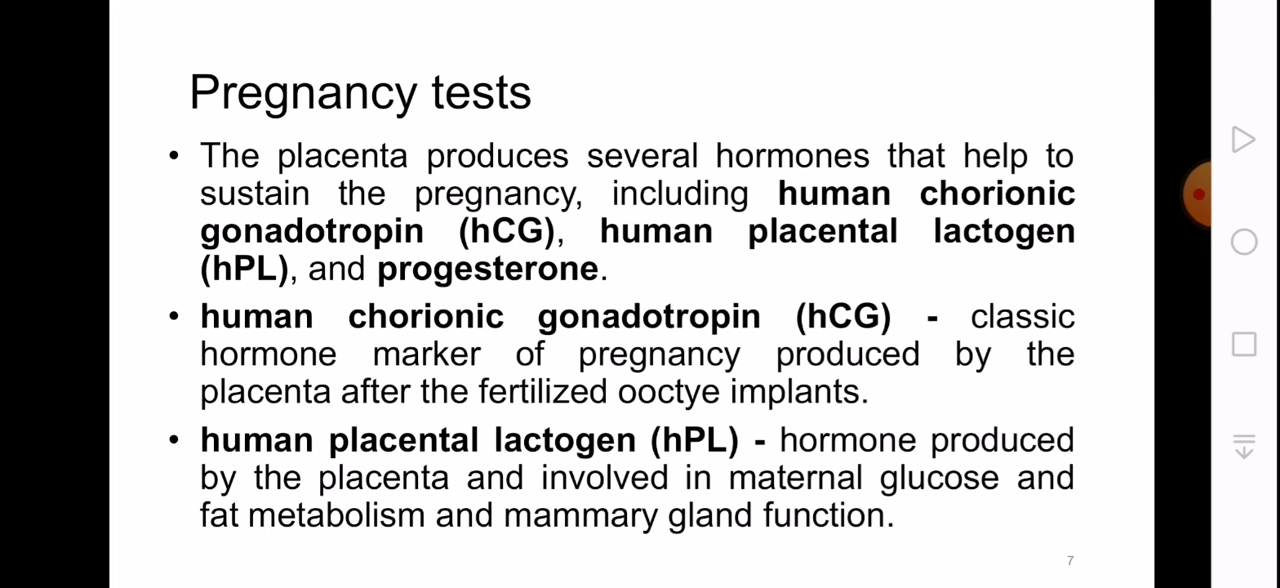 Pregnancy tests
• The placenta produces several hormones that help to
sustain the pregnancy, including human chorionic
gonadotropin (hCG), human placental lactogen
(hPL), and progesterone.
• human chorionic gonadotropin (hCG) - classic
hormone marker of pregnancy produced by the
placenta after the fertilized ooctye implants.
• human placental lactogen (hPL) - hormone produced
by the placenta and involved in maternal glucose and
fat metabolism and mammary gland function.
7